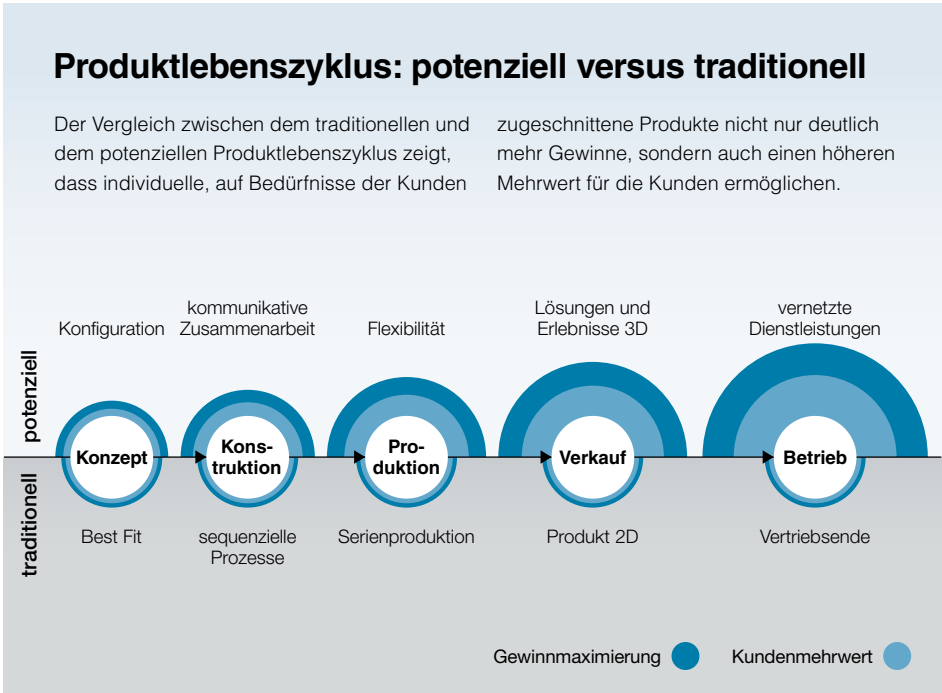 Produktlebenszyklus: potenziell versus traditionell
Der Vergleich zwischen dem traditionellen und
dem potenziellen Produktlebenszyklus zeigt,
dass individuelle, auf Bedürfnisse der Kunden
zugeschnittene Produkte nicht nur deutlich
mehr Gewinne, sondern auch einen höheren
Mehrwert für die Kunden ermöglichen.
potenziell
Konfiguration
kommunikative
Zusammenarbeit
Flexibilität
Lösungen und
Erlebnisse 3D
vernetzte
Dienstleistungen
Konzept
Kons-
truktion
Pro-
duktion
Verkauf
Betrieb
traditionell
Best Fit
sequenzielle
Prozesse
Serienproduktion
Produkt 2D
Vertriebsende
Gewinnmaximierung
Kundenmehrwert